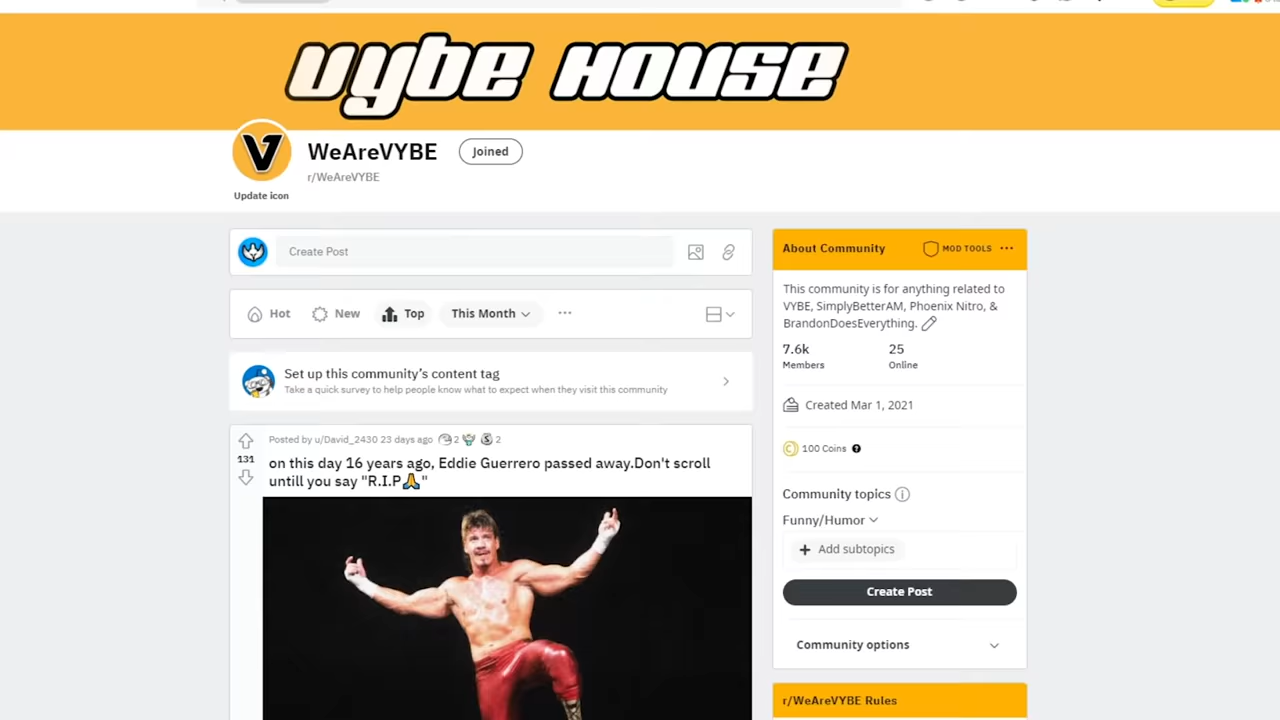 vybe house
WeAreVYBE
Joined
r/WeAreVYBE
Update icon
Create Post
Hot
New
Top
This Month
Set up this community's content tag
Take a quick survey to help people know what to expect when they visit this community
131
Posted by u/David_2430 23 days ago
2
2
on this day 16 years ago, Eddie Guerrero passed away.Don't scroll
untill you say "R.I.P🙏"
About Community
MOD TOOLS
This community is for anything related to
VYBE, SimplyBetterAM, Phoenix Nitro, &
BrandonDoesEverything.
7.6k
25
Members
Online
Created Mar 1, 2021
100 Coins
Community topics
Funny/Humor
+ Add subtopics
Create Post
Community options
r/WeAreVYBE Rules